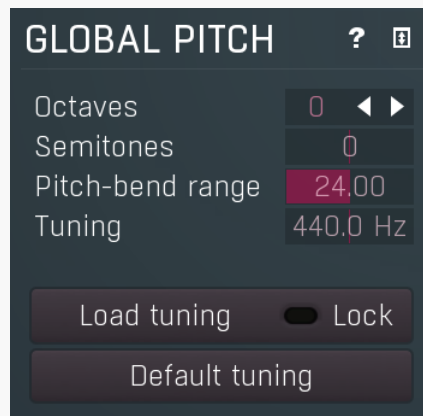 GLOBAL PITCH ?
Octaves 0
Semitones 0
Pitch-bend range 24.00
Tuning 440.0 Hz
Load tuning Lock
Default tuning